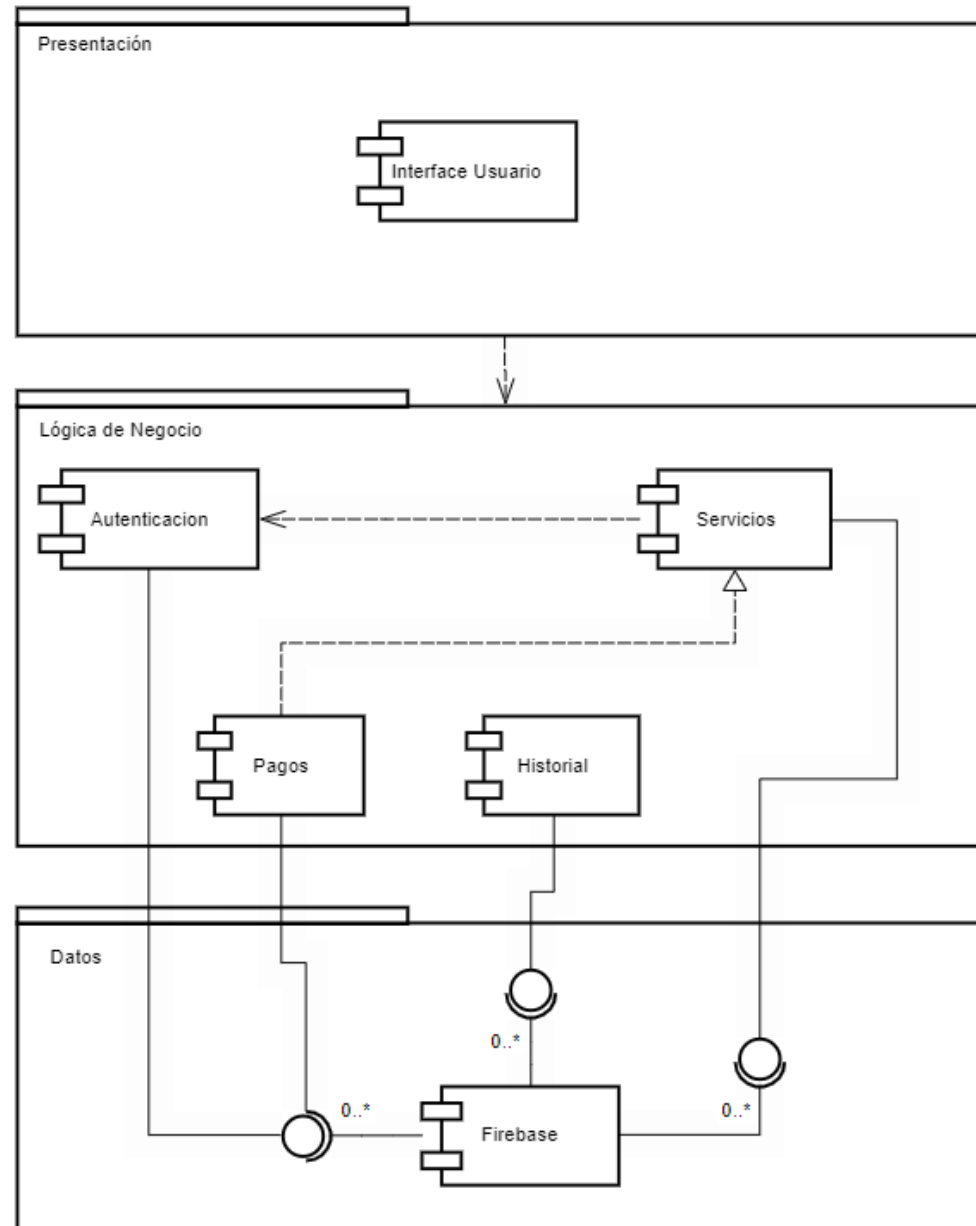 Presentación
Interface Usuario
Lógica de Negocio
Autenticacion
Servicios
Pagos
Historial
Datos
0..*
0..*
0..*
Firebase